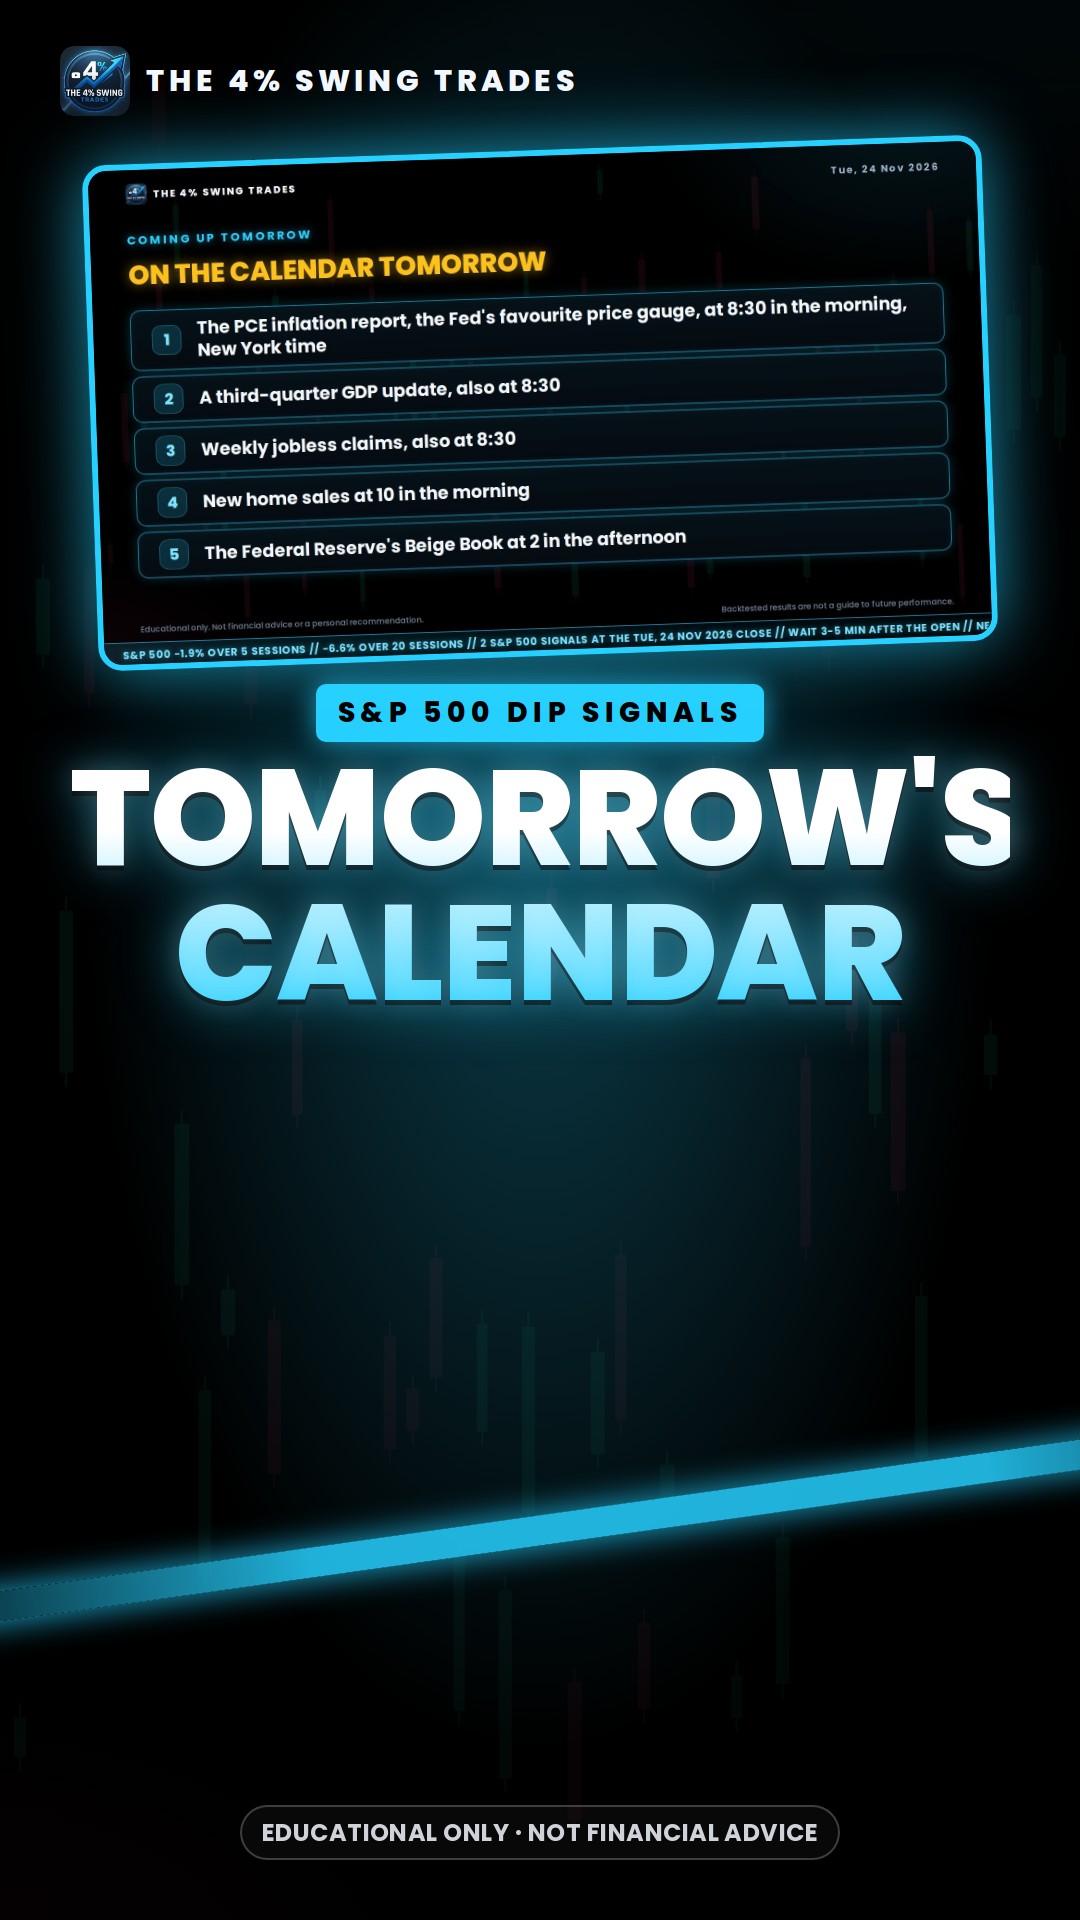 4%
THE 4% SWING
TRADES
THE 4% SWING TRADES
THE 4% SWING TRADES
Tue, 24 Nov 2026
COMING UP TOMORROW
ON THE CALENDAR TOMORROW
1
The PCE inflation report, the Fed's favourite price gauge, at 8:30 in the morning,
New York time
2
A third-quarter GDP update, also at 8:30
3
Weekly jobless claims, also at 8:30
4
New home sales at 10 in the morning
5
The Federal Reserve's Beige Book at 2 in the afternoon
Educational only. Not financial advice or a personal recommendation.
Backtested results are not a guide to future performance.
S&P 500 -1.9% OVER 5 SESSIONS // -6.6% OVER 20 SESSIONS // 2 S&P 500 SIGNALS AT THE TUE, 24 NOV 2026 CLOSE // WAIT 3-5 MIN AFTER THE OPEN //
S&P 500 DIP SIGNALS
TOMORROW'S
CALENDAR
EDUCATIONAL ONLY · NOT FINANCIAL ADVICE